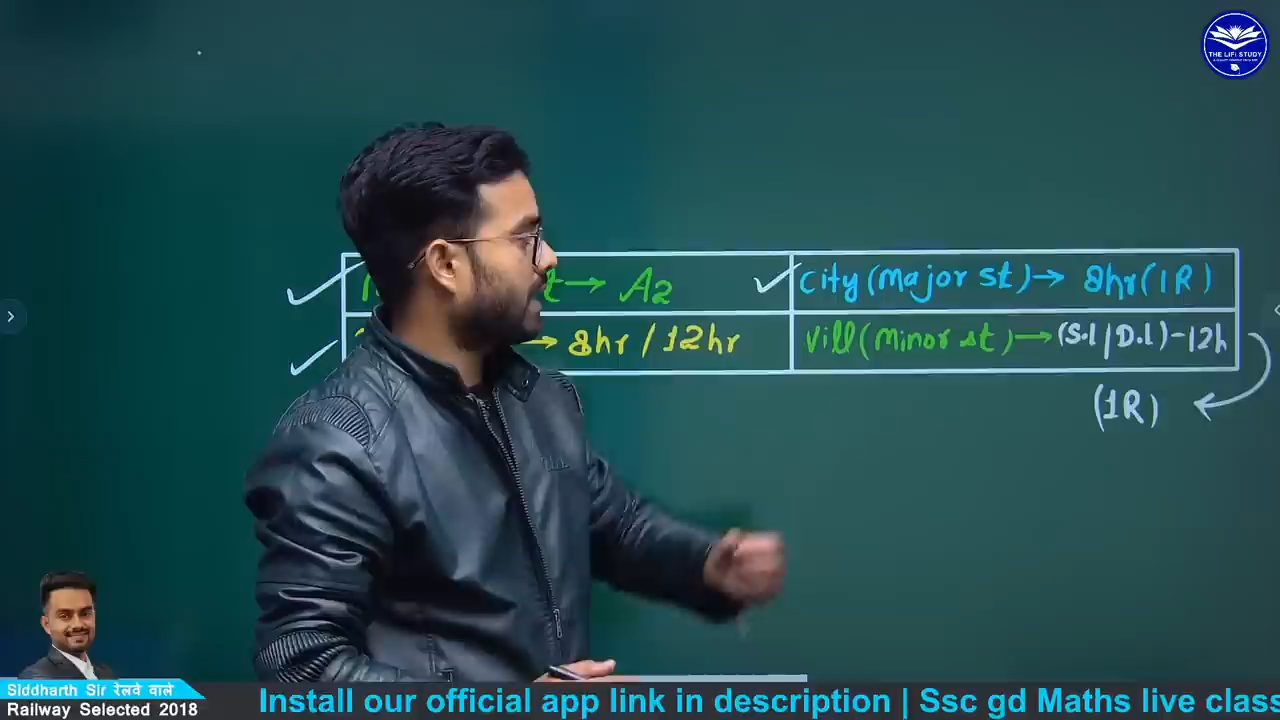 THE LIFE STUDY
t → A2
✓ City (Major st) → 8hr (1R)
→ 8hr / 12hr
Vill (Minor st) → (S.l / D.l) - 12h
(1R)
Siddharth Sir रेलवे वाले
Railway Selected 2018
Install our official app link in description | Ssc gd Maths live class